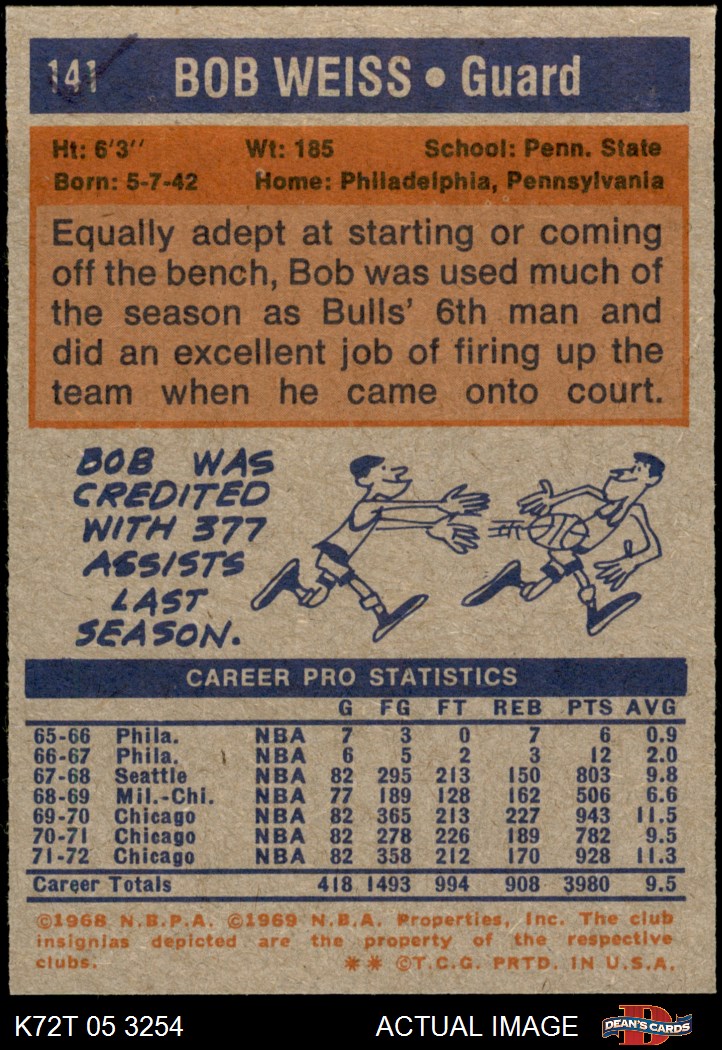 141 BOB WEISS • Guard
Ht: 6'3'' Wt: 185 School: Penn. State
Born: 5-7-42 Home: Philadelphia, Pennsylvania
Equally adept at starting or coming
off the bench, Bob was used much of
the season as Bulls' 6th man and
did an excellent job of firing up the
team when he came onto court.
BOB WAS
CREDITED
WITH 377
ASSISTS
LAST
SEASON.
CAREER PRO STATISTICS
G FG FT REB PTS AVG
65-66 Phila. NBA 7 3 0 7 6 0.9
66-67 Phila. NBA 6 5 2 3 12 2.0
67-68 Seattle NBA 82 295 213 150 803 9.8
68-69 Mil.-Chi. NBA 77 189 128 162 506 6.6
69-70 Chicago NBA 82 365 213 227 943 11.5
70-71 Chicago NBA 82 278 226 189 782 9.5
71-72 Chicago NBA 82 358 212 170 928 11.3
Career Totals 418 1493 994 908 3980 9.5
©1968 N.B.P.A. ©1969 N.B.A. Properties, Inc. The club
insignias depicted are the property of the respective
clubs. ** ©T.C.G. PRTD. IN U.S.A.
K72T 05 3254 ACTUAL IMAGE DEAN'S CARDS